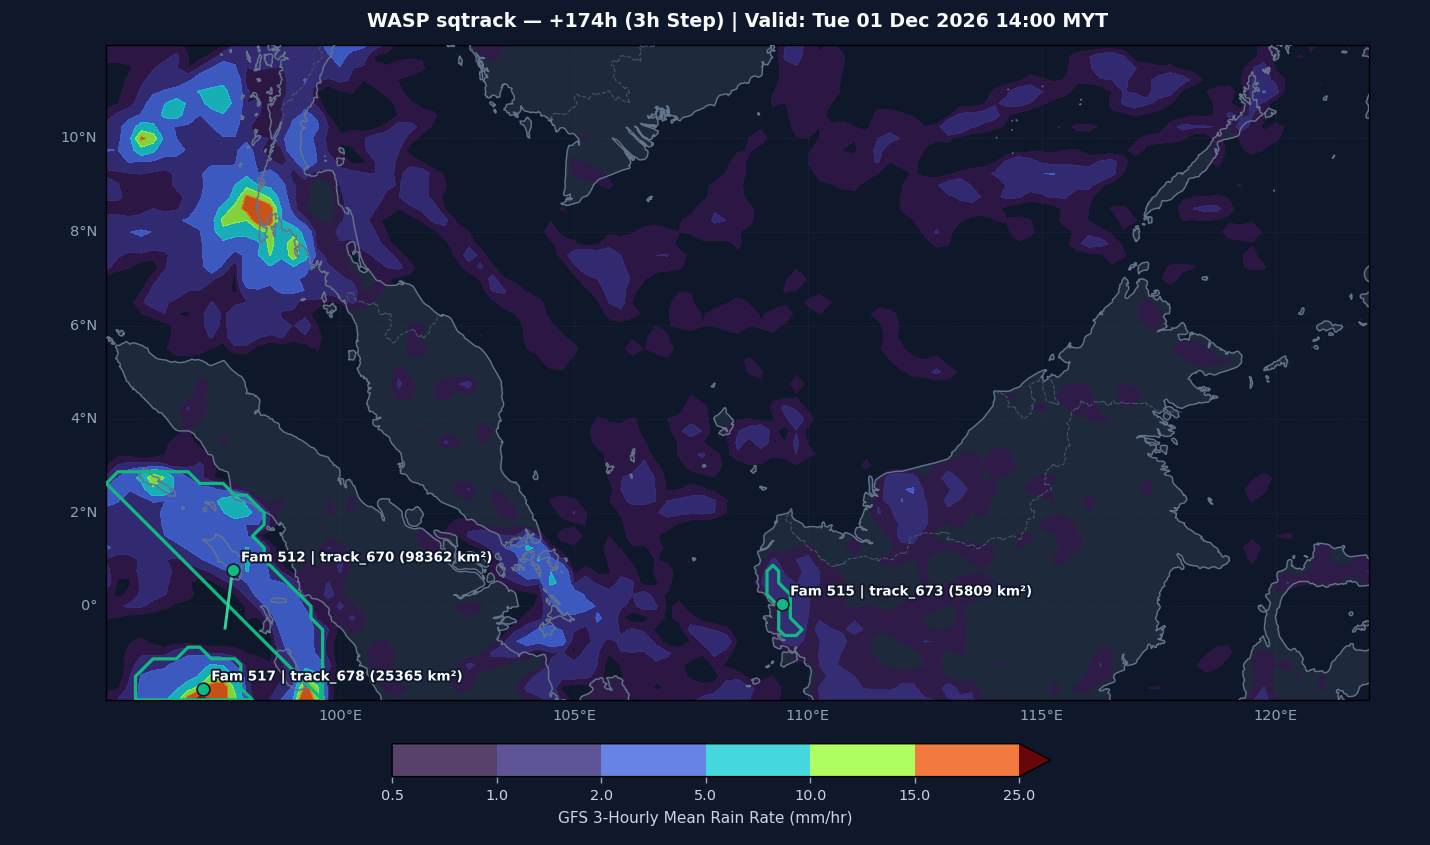 WASP sqtrack — +174h (3h Step) | Valid: Tue 01 Dec 2026 14:00 MYT
10°N
8°N
6°N
4°N
2°N
0°
Fam 512 | track_670 (98362 km²)
Fam 515 | track_673 (5809 km²)
Fam 517 | track_678 (25365 km²)
100°E 105°E 110°E 115°E 120°E
0.5 1.0 2.0 5.0 10.0 15.0 25.0
GFS 3-Hourly Mean Rain Rate (mm/hr)